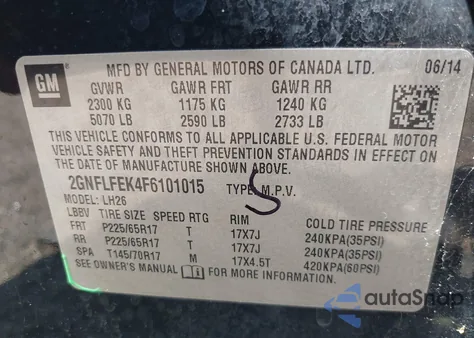 GM
MFD BY GENERAL MOTORS OF CANADA LTD. 06/14
GVWR GAWR FRT GAWR RR
2300 KG 1175 KG 1240 KG
5070 LB 2590 LB 2733 LB
THIS VEHICLE CONFORMS TO ALL APPLICABLE U.S. FEDERAL MOTOR
VEHICLE SAFETY AND THEFT PREVENTION STANDARDS IN EFFECT ON
THE DATE OF MANUFACTURE SHOWN ABOVE.
2GNFLFEK4F6101015 TYPE: M.P.V.
S
MODEL: LH26
LBBV TIRE SIZE SPEED RTG RIM COLD TIRE PRESSURE
FRT P225/65R17 T 17X7J 240KPA(35PSI)
RR P225/65R17 T 17X7J 240KPA(35PSI)
SPA T145/70R17 M 17X4.5T 420KPA(60PSI)
SEE OWNER'S MANUAL FOR MORE INFORMATION.
autoSnap